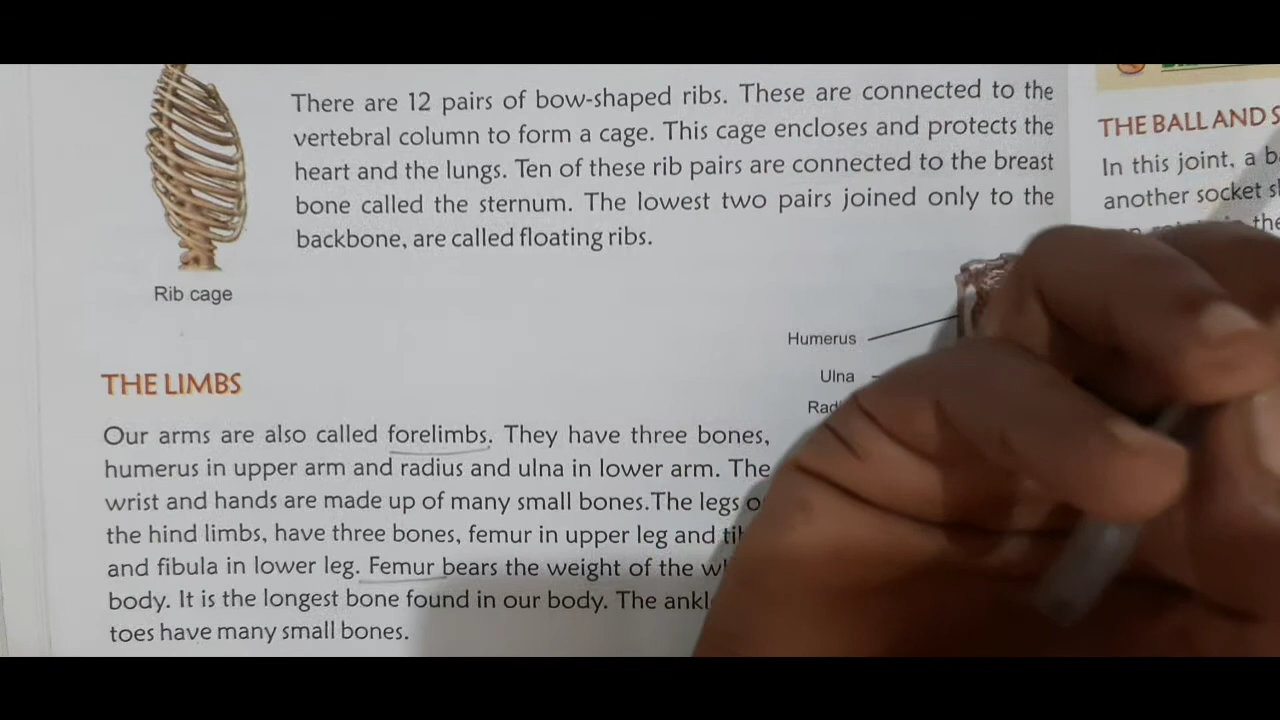 There are 12 pairs of bow-shaped ribs. These are connected to the
vertebral column to form a cage. This cage encloses and protects the
heart and the lungs. Ten of these rib pairs are connected to the breast
bone called the sternum. The lowest two pairs joined only to the
backbone, are called floating ribs.
Rib cage
THE BALL AND
In this joint, a
another socket
Humerus
Ulna
THE LIMBS
Our arms are also called forelimbs. They have three bones,
humerus in upper arm and radius and ulna in lower arm. The
wrist and hands are made up of many small bones.The legs
the hind limbs, have three bones, femur in upper leg and
and fibula in lower leg. Femur bears the weight of the
body. It is the longest bone found in our body. The
toes have many small bones.